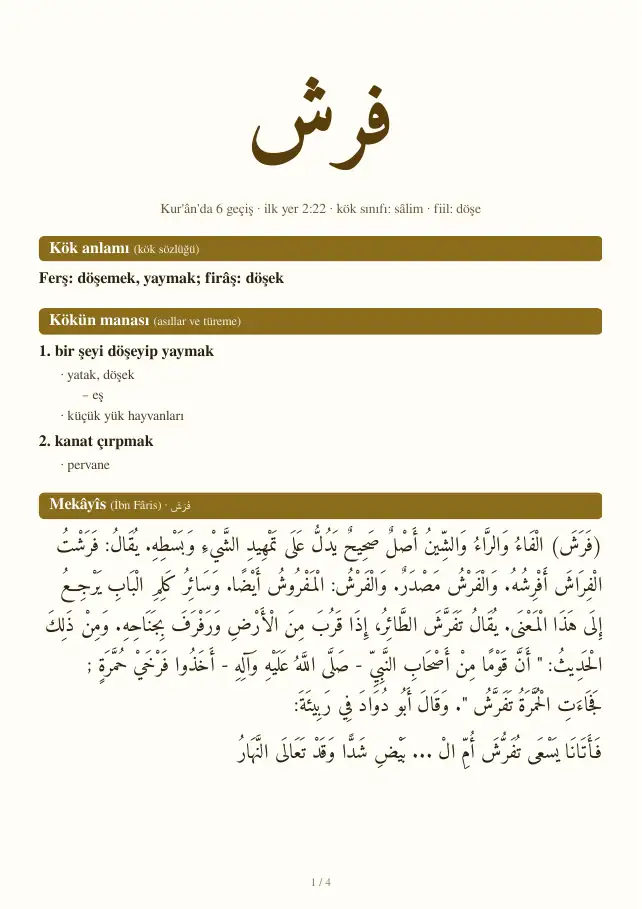 فرش
Kur'ân'da 6 geçiş · ilk yer 2:22 · kök sınıfı: sâlim · fiil: döşe
Kök anlamı (kök sözlüğü)
Ferş: döşemek, yaymak; firâş: döşek
Kökün manası (asıllar ve türeme)
1. bir şeyi döşeyip yaymak
· yatak, döşek
– eş
· küçük yük hayvanları
2. kanat çırpmak
· pervane
Mekâyîs (İbn Fâris) · فرش
(فَرَشَ) الْفَاءُ وَالرَّاءُ وَالشِّينُ أَصْلٌ صَحِيحٌ يَدُلُّ عَلَى تَمْهِيدِ الشَّيْءِ وَبَسْطِهِ. يُقَالُ: فَرَشْتُ
الْفِرَاشَ أَفْرِشُهُ. وَالْفَرْشُ مَصْدَرٌ. وَالْفَرْشُ: الْمَفْرُوشُ أَيْضًا. وَسَائِرُ كَلِمِ الْبَابِ يَرْجِعُ
إِلَى هَذَا الْمَعْنَى. يُقَالُ تَفَرَّشَ الطَّائِرُ، إِذَا قَرُبَ مِنَ الْأَرْضِ وَرَفْرَفَ بِجَنَاحِهِ. وَمِنْ ذَلِكَ
الْحَدِيثُ: " أَنَّ قَوْمًا مِنْ أَصْحَابِ النَّبِيِّ - صَلَّى اللَّهُ عَلَيْهِ وَآلِهِ - أَخَذُوا فَرْخَيْ حُمَّرَةٍ ;
فَجَاءَتِ الْحُمَّرَةُ تَفَرَّشُ ". وَقَالَ أَبُو دُوَادَ فِي رَبِيئَةَ:
فَأَتَانَا يَسْعَى تُفَرُّشَ أُمِّ الْ ... بَيْضِ شَدًّا وَقَدْ تَعَالَى النَّهَارُ
1 / 4